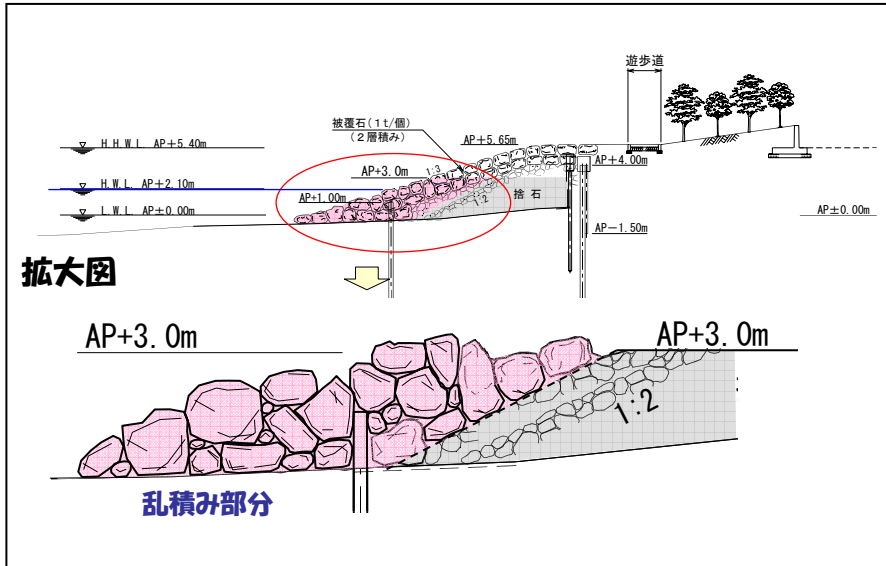 遊歩道
被覆石(1t/個)
(2層積み)
H.H.W.L. AP+5.40m
AP+5.65m
AP+4.00m
AP+3.0m
1:3
H.W.L. AP+2.10m
AP+1.00m
1:2
捨石
L.W.L. AP±0.00m
AP±0.00m
AP-1.50m
拡大図
AP+3.0m
AP+3.0m
1:2
乱積み部分